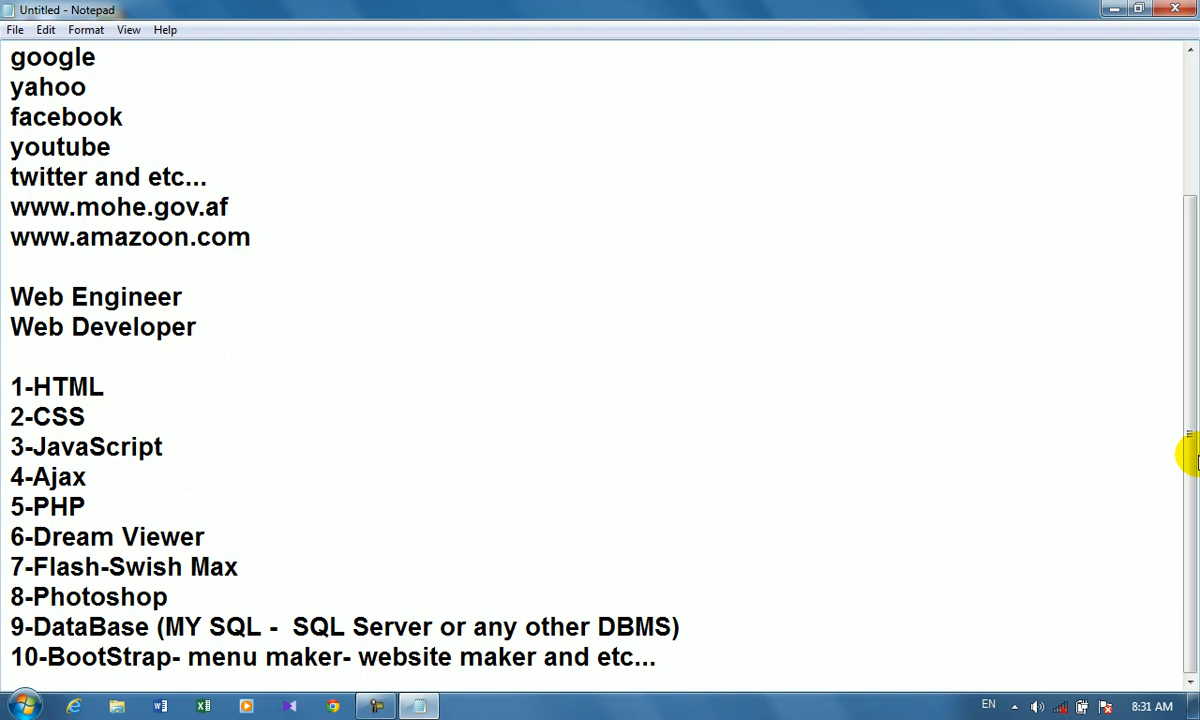 Untitled - Notepad
File Edit Format View Help
google
yahoo
facebook
youtube
twitter and etc...
www.mohe.gov.af
www.amazoon.com
Web Engineer
Web Developer
1-HTML
2-CSS
3-JavaScript
4-Ajax
5-PHP
6-Dream Viewer
7-Flash-Swish Max
8-Photoshop
9-DataBase (MY SQL -  SQL Server or any other DBMS)
10-BootStrap- menu maker- website maker and etc...
EN 8:31 AM